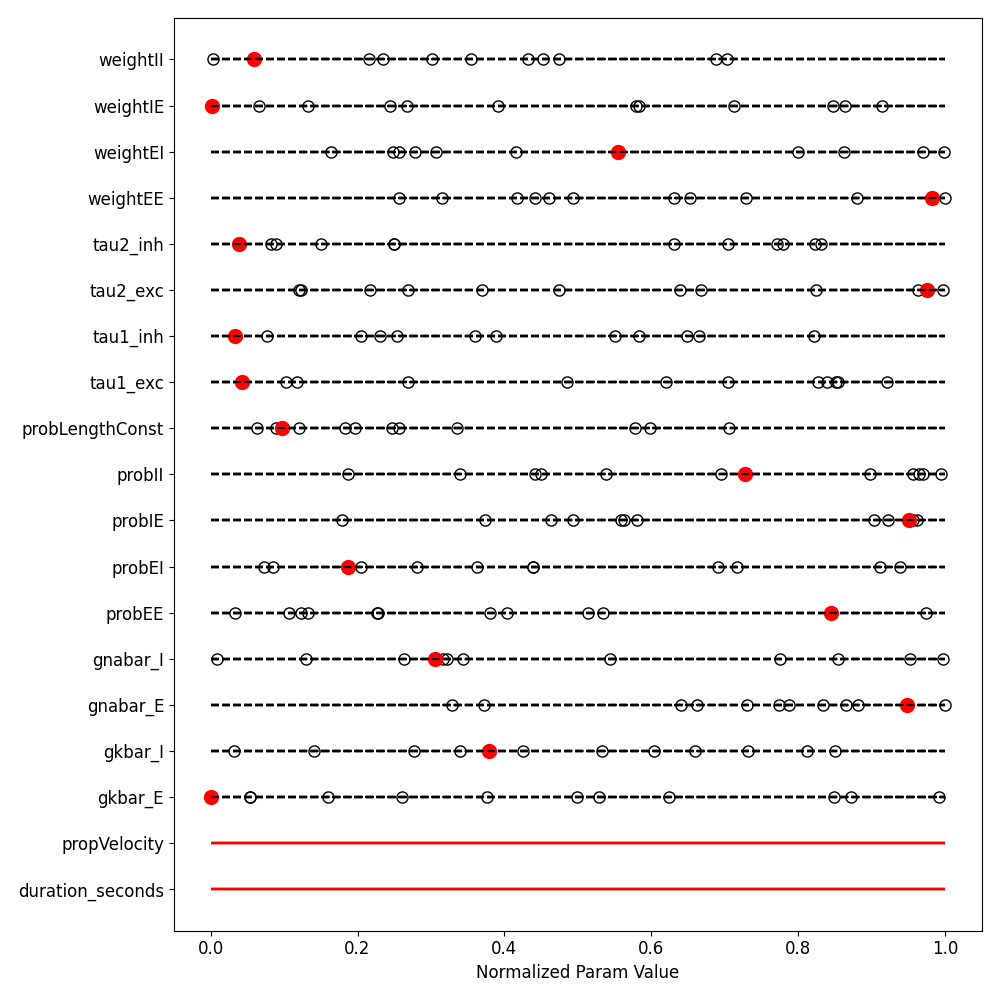 weightII
weightIE
weightEI
weightEE
tau2_inh
tau2_exc
tau1_inh
tau1_exc
probLengthConst
probII
probIE
probEI
probEE
gnabar_I
gnabar_E
gkbar_I
gkbar_E
propVelocity
duration_seconds
0.0 0.2 0.4 0.6 0.8 1.0
Normalized Param Value